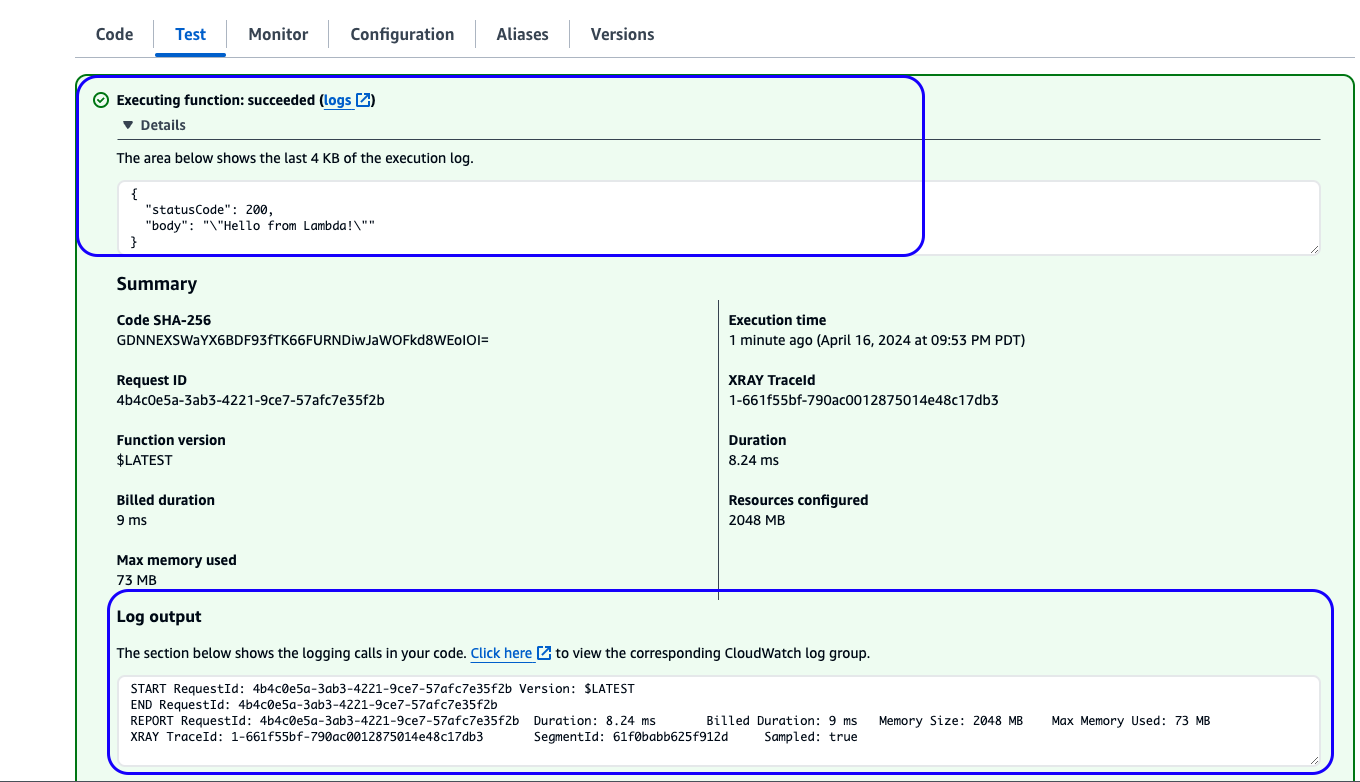 Code Test Monitor Configuration Aliases Versions
Executing function: succeeded (logs)
Details
The area below shows the last 4 KB of the execution log.
{
"statusCode": 200,
"body": "\"Hello from Lambda!\""
}
Summary
Code SHA-256
GDNNEXSWaYX6BDF93fTK66FURNDiwJaWOFkd8WEoIOI=
Execution time
1 minute ago (April 16, 2024 at 09:53 PM PDT)
Request ID
4b4c0e5a-3ab3-4221-9ce7-57afc7e35f2b
XRAY TraceId
1-661f55bf-790ac0012875014e48c17db3
Function version
$LATEST
Duration
8.24 ms
Billed duration
9 ms
Resources configured
2048 MB
Max memory used
73 MB
Log output
The section below shows the logging calls in your code. Click here to view the corresponding CloudWatch log group.
START RequestId: 4b4c0e5a-3ab3-4221-9ce7-57afc7e35f2b Version: $LATEST
END RequestId: 4b4c0e5a-3ab3-4221-9ce7-57afc7e35f2b
REPORT RequestId: 4b4c0e5a-3ab3-4221-9ce7-57afc7e35f2b Duration: 8.24 ms Billed Duration: 9 ms Memory Size: 2048 MB Max Memory Used: 73 MB
XRAY TraceId: 1-661f55bf-790ac0012875014e48c17db3 SegmentId: 61f0babb625f912d Sampled: true